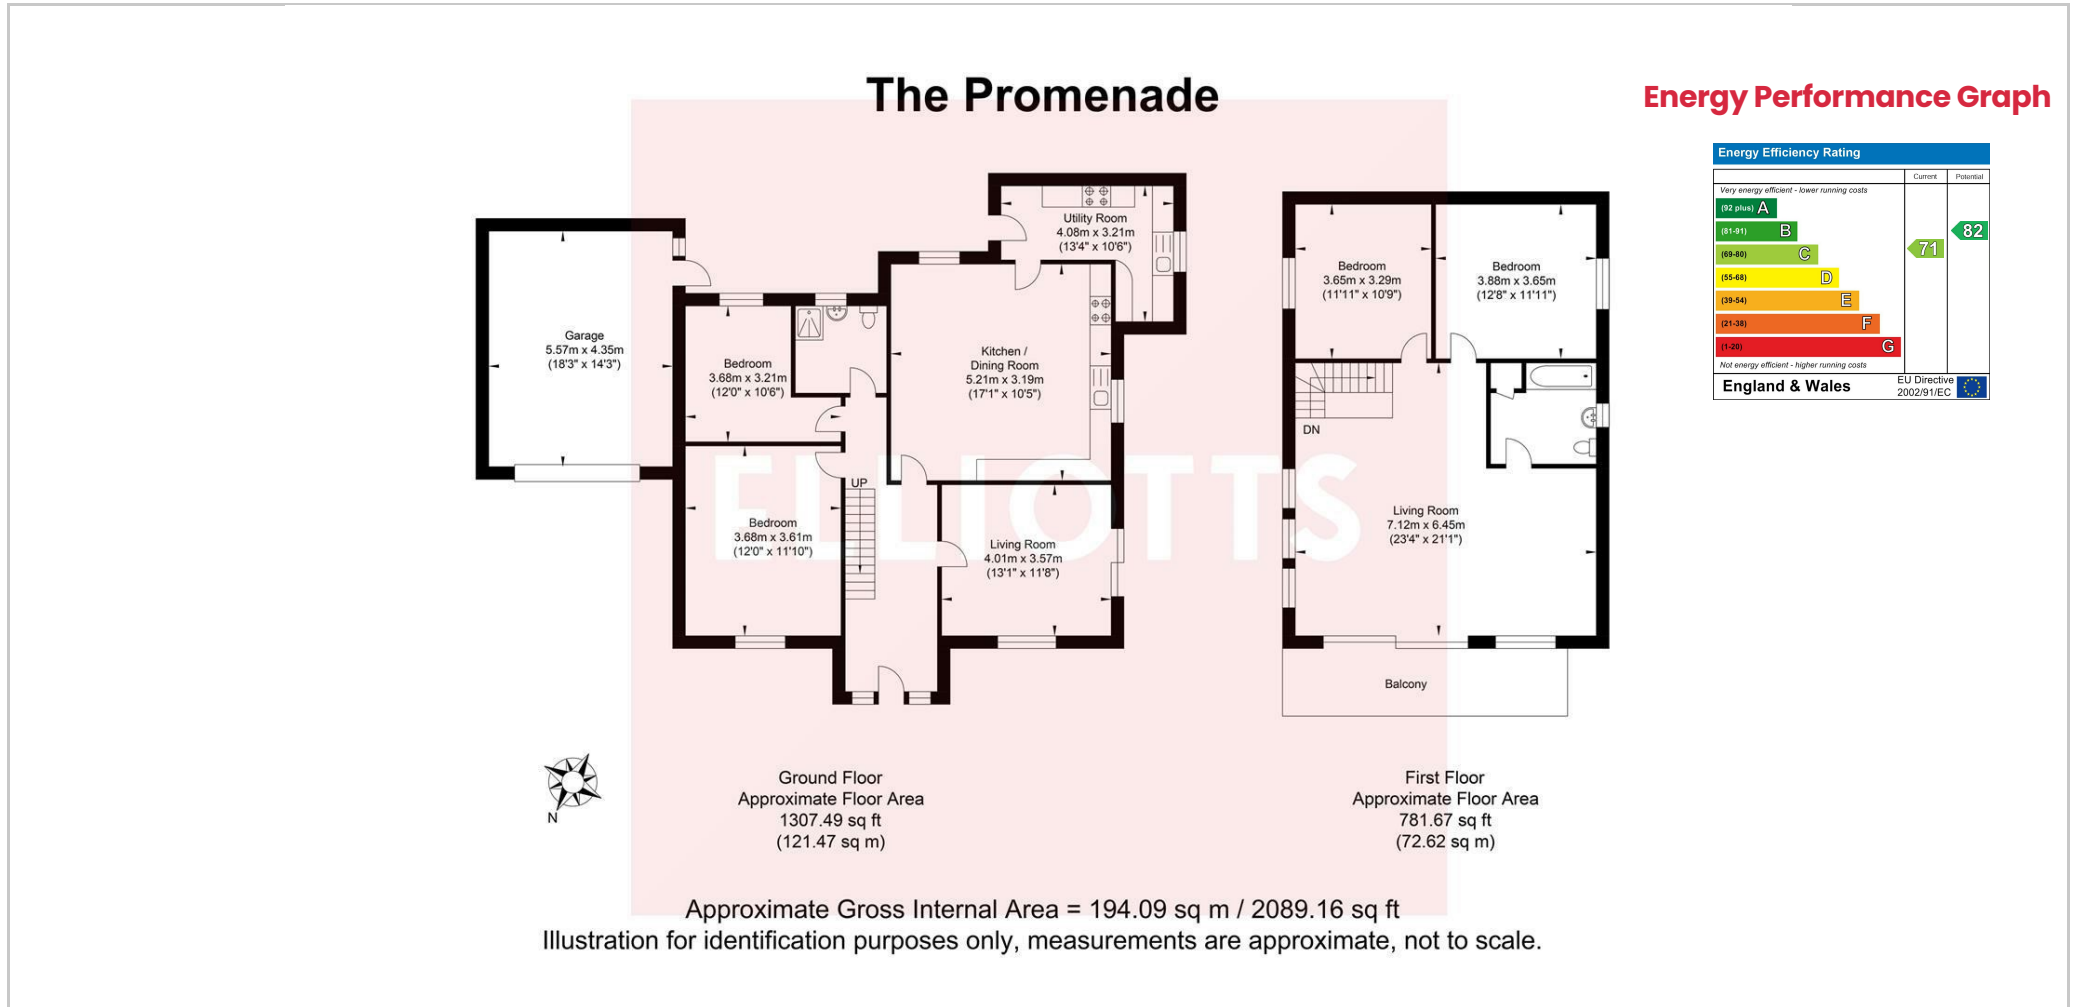 The Promenade
Energy Performance Graph
Energy Efficiency Rating
Current
Potential
Very energy efficient - lower running costs
(92 plus) A
(81-91) B
(69-80) C
(55-68) D
(39-54) E
(21-38) F
(1-20) G
71
82
Not energy efficient - higher running costs
England & Wales
EU Directive
2002/91/EC
Utility Room
4.08m x 3.21m
(13'4" x 10'6")
Garage
5.57m x 4.35m
(18'3" x 14'3")
Bedroom
3.68m x 3.21m
(12'0" x 10'6")
Kitchen /
Dining Room
5.21m x 3.19m
(17'1" x 10'5")
UP
Bedroom
3.68m x 3.61m
(12'0" x 11'10")
Living Room
4.01m x 3.57m
(13'1" x 11'8")
Bedroom
3.65m x 3.29m
(11'11" x 10'9")
Bedroom
3.88m x 3.65m
(12'8" x 11'11")
DN
Living Room
7.12m x 6.45m
(23'4" x 21'1")
Balcony
ELLIOTTS
N
Ground Floor
Approximate Floor Area
1307.49 sq ft
(121.47 sq m)
First Floor
Approximate Floor Area
781.67 sq ft
(72.62 sq m)
Approximate Gross Internal Area = 194.09 sq m / 2089.16 sq ft
Illustration for identification purposes only, measurements are approximate, not to scale.